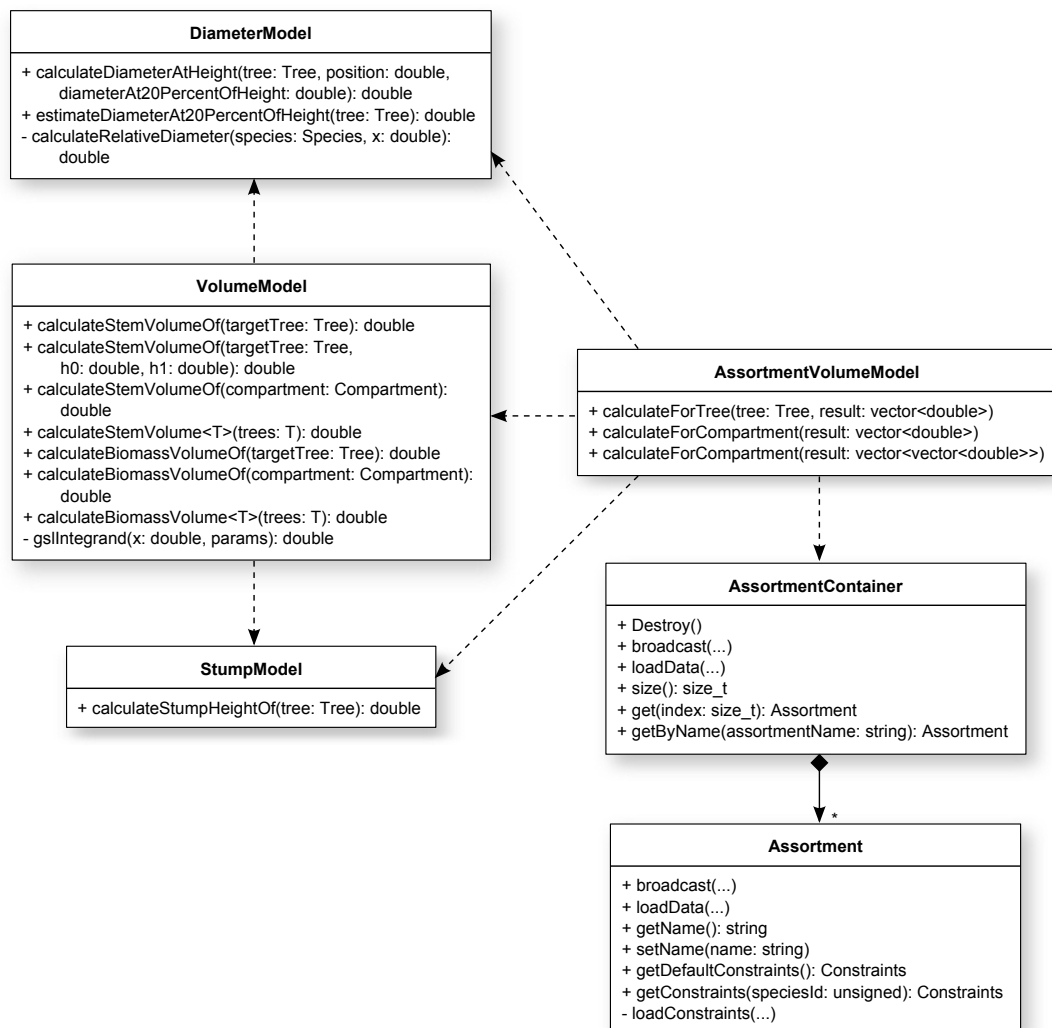 DiameterModel
+ calculateDiameterAtHeight(tree: Tree, position: double,
diameterAt20PercentOfHeight: double): double
+ estimateDiameterAt20PercentOfHeight(tree: Tree): double
- calculateRelativeDiameter(species: Species, x: double):
double
VolumeModel
+ calculateStemVolumeOf(targetTree: Tree): double
+ calculateStemVolumeOf(targetTree: Tree,
h0: double, h1: double): double
+ calculateStemVolumeOf(compartment: Compartment):
double
+ calculateStemVolume<T>(trees: T): double
+ calculateBiomassVolumeOf(targetTree: Tree): double
+ calculateBiomassVolumeOf(compartment: Compartment):
double
+ calculateBiomassVolume<T>(trees: T): double
- gslIntegrand(x: double, params): double
AssortmentVolumeModel
+ calculateForTree(tree: Tree, result: vector<double>)
+ calculateForCompartment(result: vector<double>)
+ calculateForCompartment(result: vector<vector<double>>)
StumpModel
+ calculateStumpHeightOf(tree: Tree): double
AssortmentContainer
+ Destroy()
+ broadcast(...)
+ loadData(...)
+ size(): size_t
+ get(index: size_t): Assortment
+ getByName(assortmentName: string): Assortment
*
Assortment
+ broadcast(...)
+ loadData(...)
+ getName(): string
+ setName(name: string)
+ getDefaultConstraints(): Constraints
+ getConstraints(speciesId: unsigned): Constraints
- loadConstraints(...)